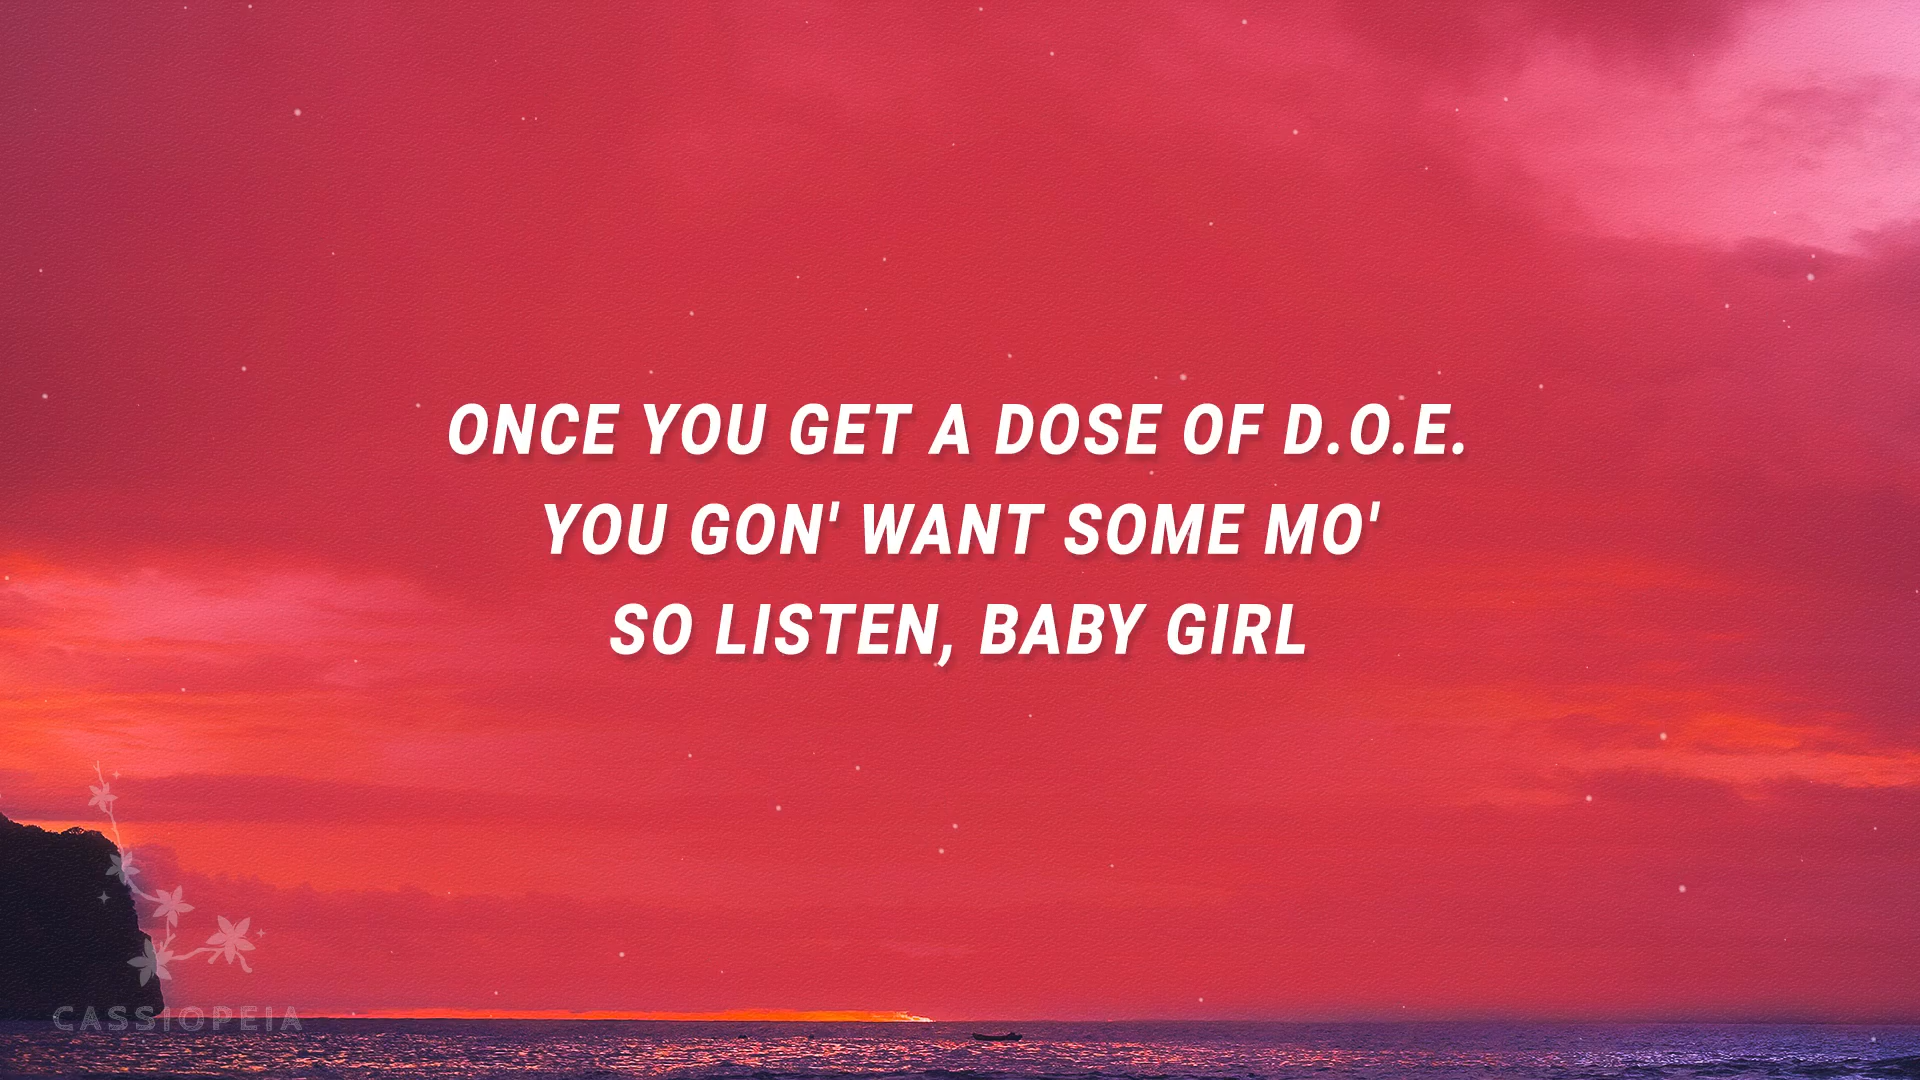 ONCE YOU GET A DOSE OF D.O.E.
YOU GON' WANT SOME MO'
SO LISTEN, BABY GIRL
CASSIOPEIA